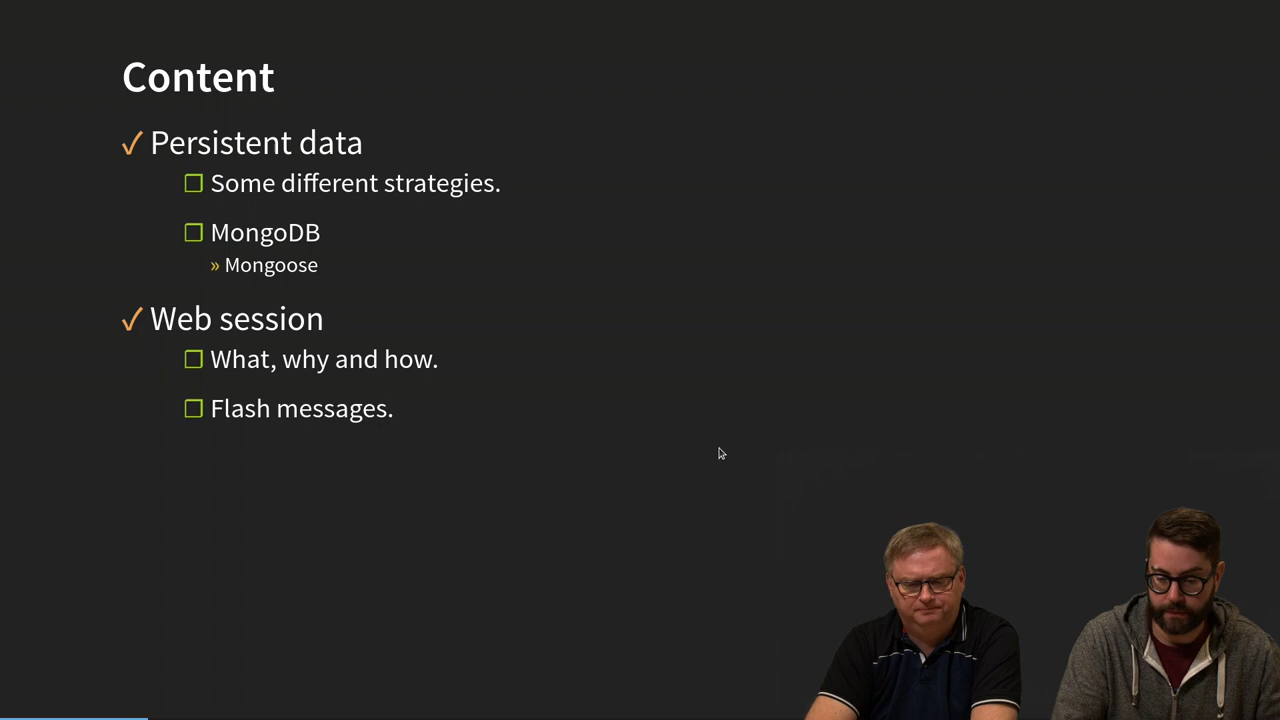 Content
✓ Persistent data
❒ Some different strategies.
❒ MongoDB
» Mongoose
✓ Web session
❒ What, why and how.
❒ Flash messages.